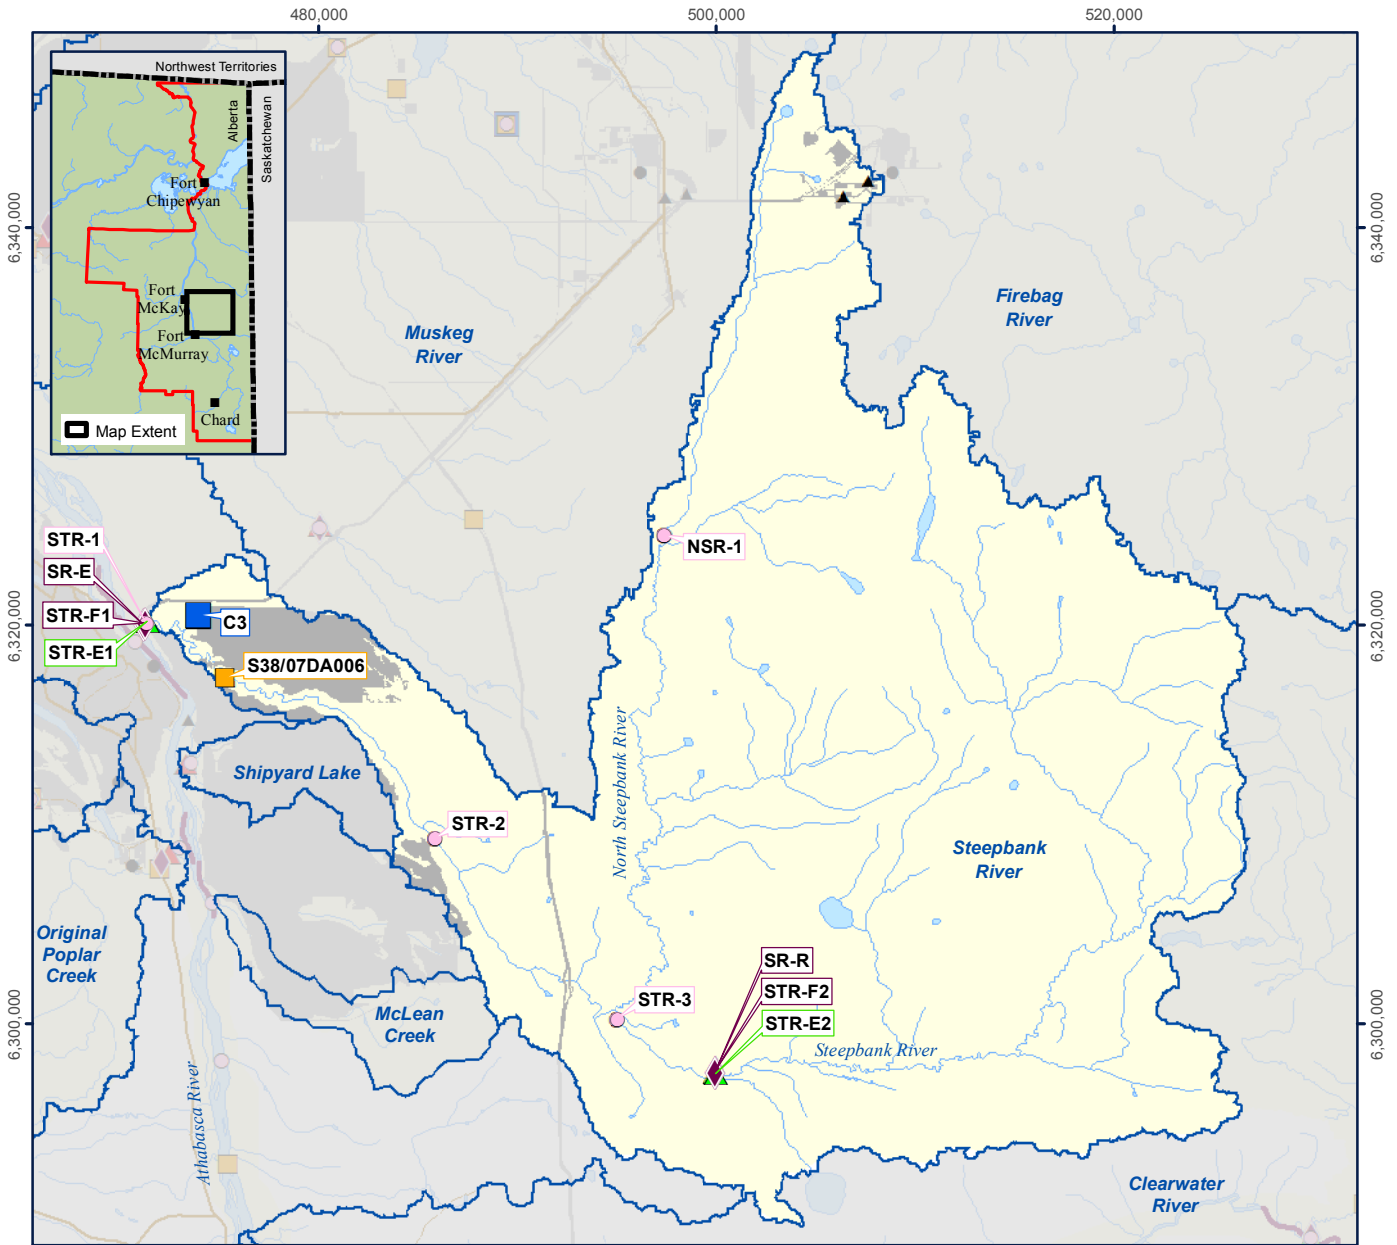 480,000
500,000
520,000
Northwest Territories
Alberta
Saskatchewan
Fort
Chipewyan
Fort
McKay
Fort
McMurray
Chard
Map Extent
6,340,000
6,340,000
Muskeg
River
Firebag
River
STR-1
SR-E
STR-F1
STR-E1
C3
S38/07DA006
NSR-1
6,320,000
6,320,000
North Steepbank River
Shipyard Lake
STR-2
Steepbank
River
Original
Poplar
Creek
McLean
Creek
SR-R
STR-F2
STR-E2
STR-3
Steepbank River
6,300,000
6,300,000
Athabasca River
Clearwater
River